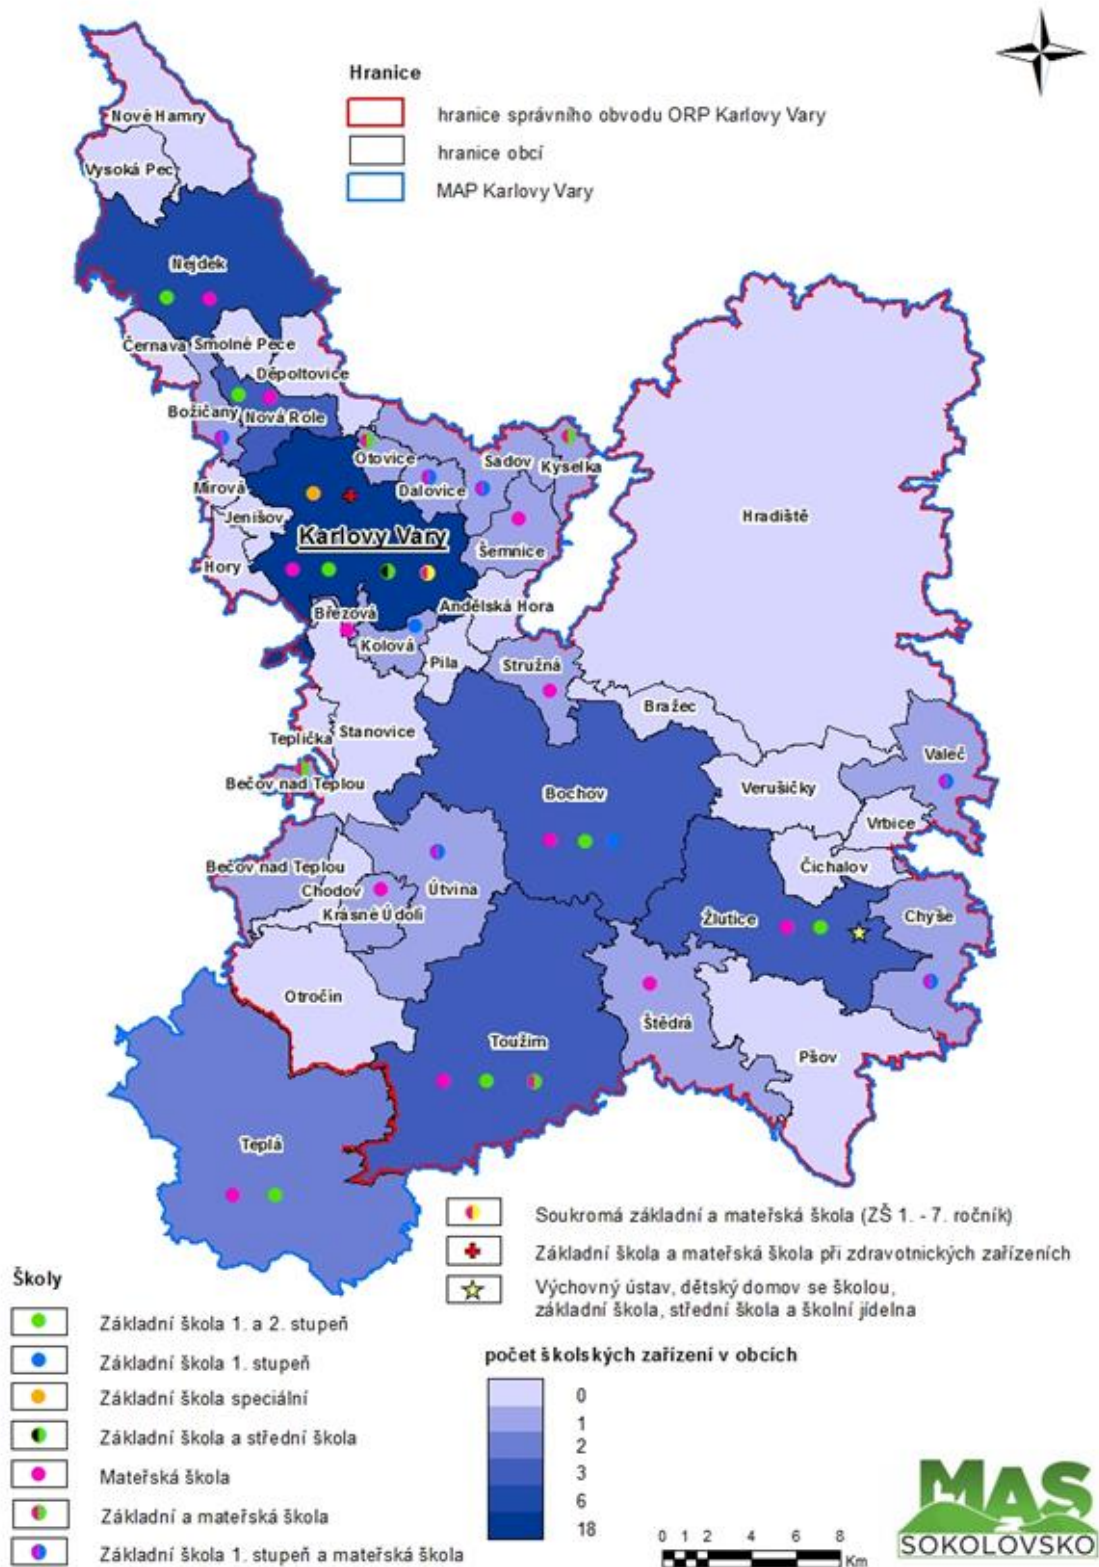 Hranice
hranice správního obvodu ORP Karlovy Vary
hranice obcí
MAP Karlovy Vary
Nové Hamry
Vysoká Pec
Nejdek
Černava
Smolné Pece
Děpoltovice
Božičany
Nová Role
Otovice
Sadov
Kyselka
Mírová
Dalovice
Jenišov
Hradiště
Karlovy Vary
Šemnice
Hory
Andělská Hora
Březová
Kolová
Pila
Stružná
Bražec
Stanovice
Teplička
Valeč
Bečov nad Teplou
Bochov
Verušičky
Vrbice
Bečov nad Teplou
Čichalov
Chodov
Útvina
Krásné Údolí
Žlutice
Chyše
Otročín
Štědrá
Toužim
Pšov
Teplá
Soukromá základní a mateřská škola (ZŠ 1. - 7. ročník)
Základní škola a mateřská škola při zdravotnických zařízeních
Výchovný ústav, dětský domov se školou,
základní škola, střední škola a školní jídelna
Školy
Základní škola 1. a 2. stupeň
Základní škola 1. stupeň
Základní škola speciální
Základní škola a střední škola
Mateřská škola
Základní a mateřská škola
Základní škola 1. stupeň a mateřská škola
počet školských zařízení v obcích
0
1
2
3
6
18
0 1 2 4 6 8
Km
MAS
SOKOLOVSKO